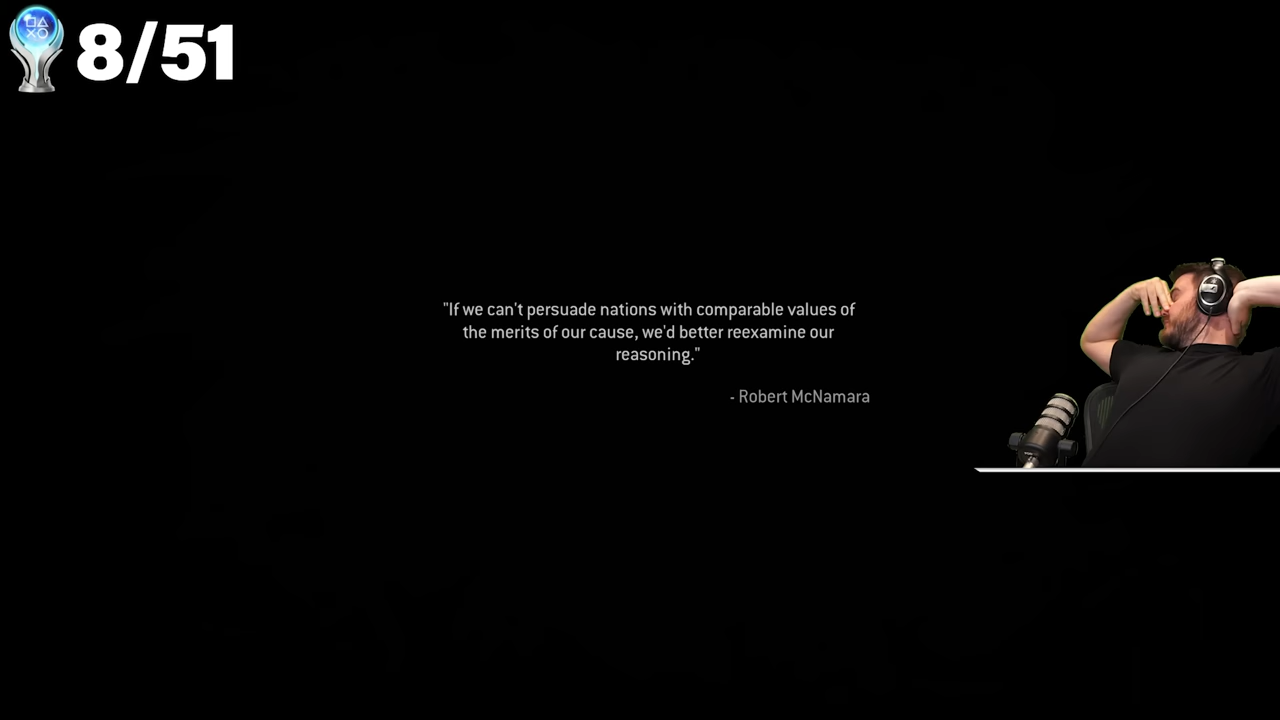 8/51
"If we can't persuade nations with comparable values of
the merits of our cause, we'd better reexamine our
reasoning."
- Robert McNamara